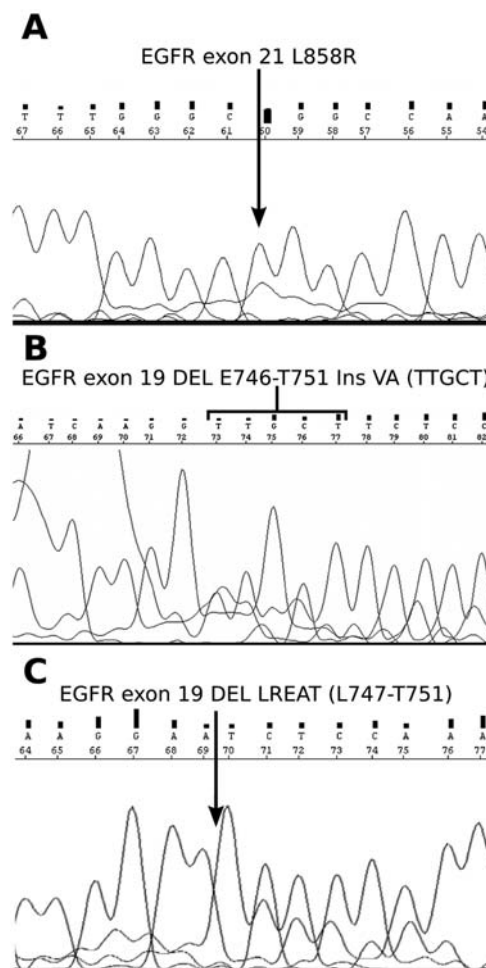 A
EGFR exon 21 L858R
T T T G G G C G G C C A A
67 66 65 64 63 62 61 60 59 58 57 56 55 54
B
EGFR exon 19 DEL E746-T751 Ins VA (TTGCT)
A T C A A G G T T G C T T C T C C
66 67 68 69 70 71 72 73 74 75 76 77 78 79 80 81 82
C
EGFR exon 19 DEL LREAT (L747-T751)
A A G G A A T C T C C A A A
64 65 66 67 68 69 70 71 72 73 74 75 76 77